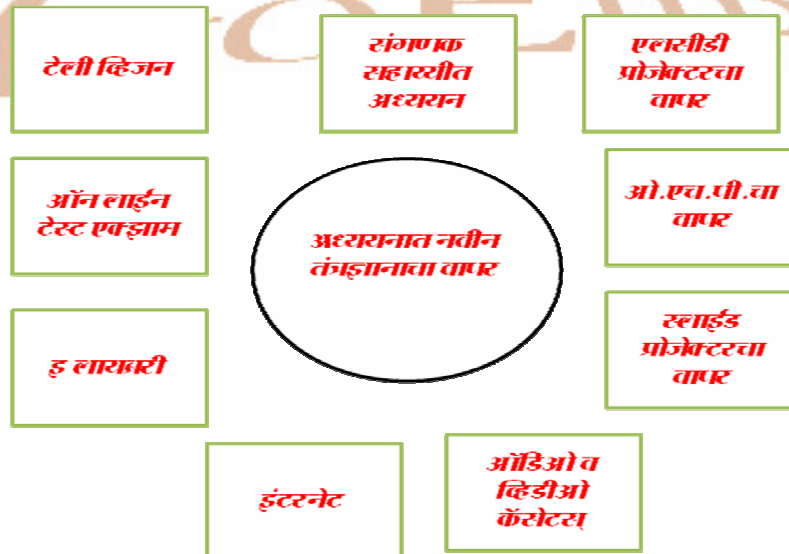 टेली व्हिजन
संगणक
सहाय्यीत
अध्ययन
एलसीडी
प्रोजेक्टरचा
वापर
ऑन लाईन
टेस्ट एक्झाम
अध्ययनात नवीन
तंत्रज्ञानाचा वापर
ओ.एच.पी.चा
वापर
इ लायब्ररी
स्लाईड
प्रोजेक्टरचा
वापर
इंटरनेट
ऑडिओ व
व्हिडीओ
कॅसेटस्